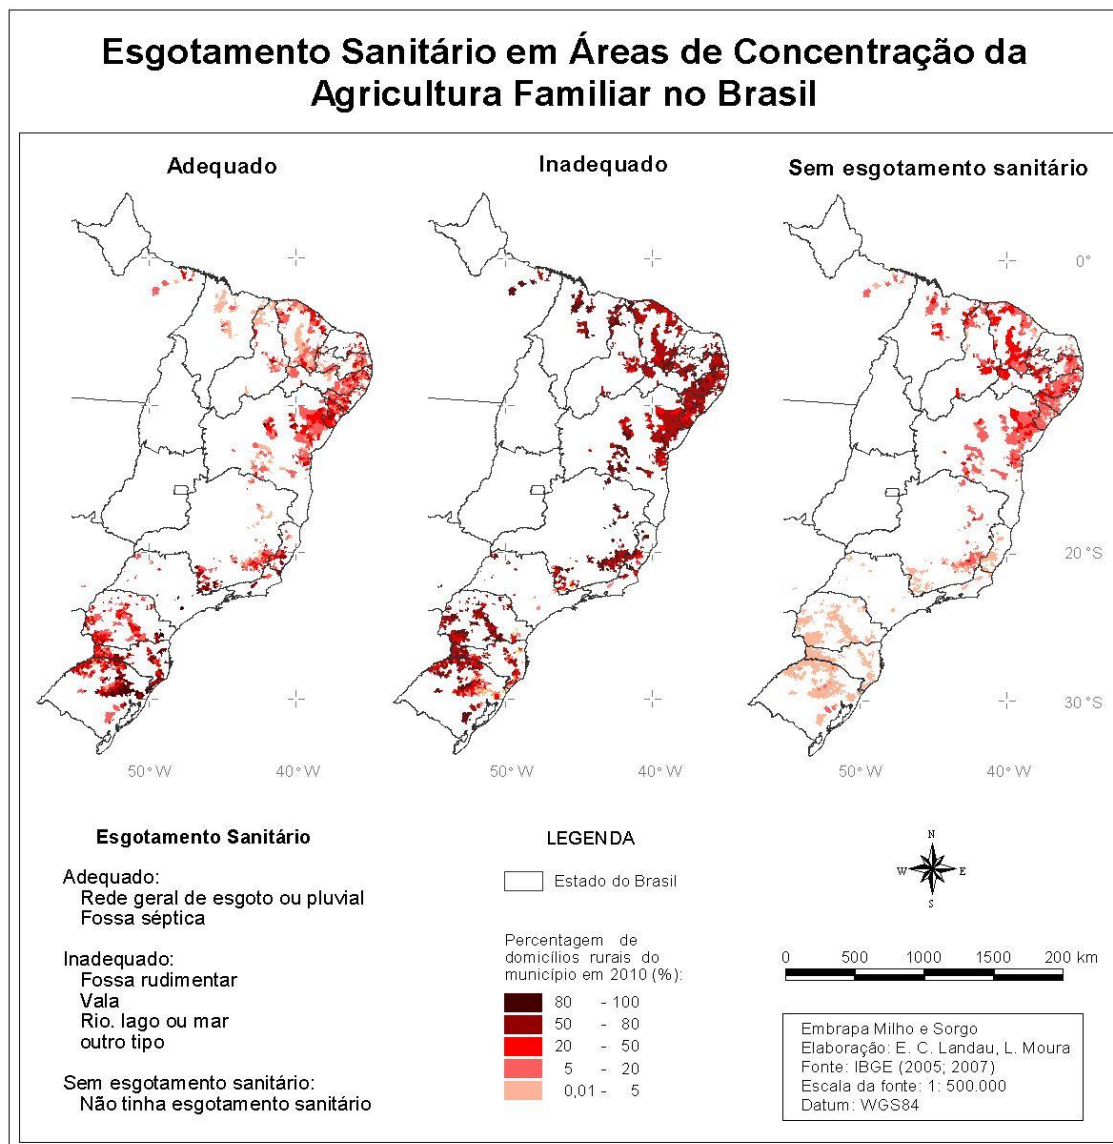 Esgotamento Sanitário em Áreas de Concentração da
Agricultura Familiar no Brasil
Adequado
Inadequado
Sem esgotamento sanitário
0°
20 °S
30 °S
50°W
40°W
50°W
40°W
50°W
40°W
Esgotamento Sanitário
Adequado:
Rede geral de esgoto ou pluvial
Fossa séptica
Inadequado:
Fossa rudimentar
Vala
Rio. lago ou mar
outro tipo
Sem esgotamento sanitário:
Não tinha esgotamento sanitário
LEGENDA
Estado do Brasil
Percentagem de
domicílios rurais do
município em 2010 (%):
80 - 100
50 - 80
20 - 50
5 - 20
0,01 - 5
N
W E
S
0 500 1000 1500 200 km
Embrapa Milho e Sorgo
Elaboração: E. C. Landau, L. Moura
Fonte: IBGE (2005; 2007)
Escala da fonte: 1: 500.000
Datum: WGS84